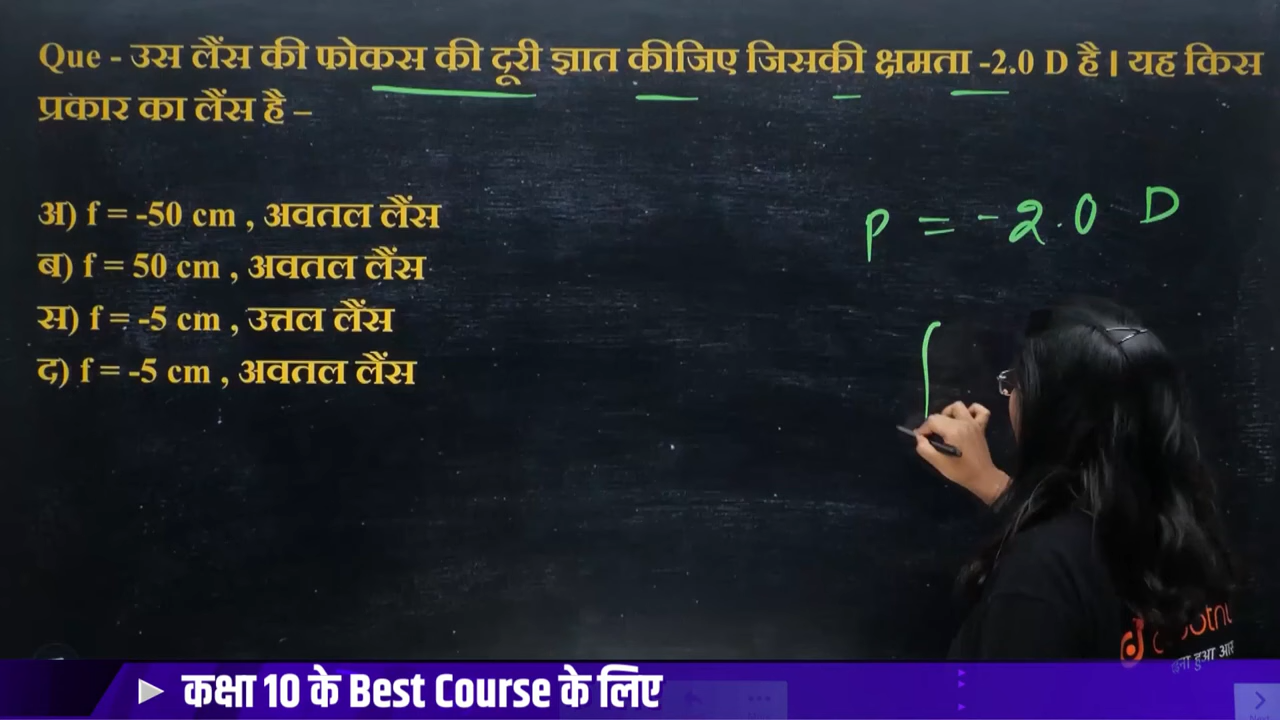 Que - उस लैंस की फोकस की दूरी ज्ञात कीजिए जिसकी क्षमता -2.0 D है। यह किस
प्रकार का लैंस है –
अ) f = -50 cm , अवतल लैंस
ब) f = 50 cm , अवतल लैंस
स) f = -5 cm , उत्तल लैंस
द) f = -5 cm , अवतल लैंस
P = -2.0 D
हुआ
कक्षा 10 के Best Course के लिए